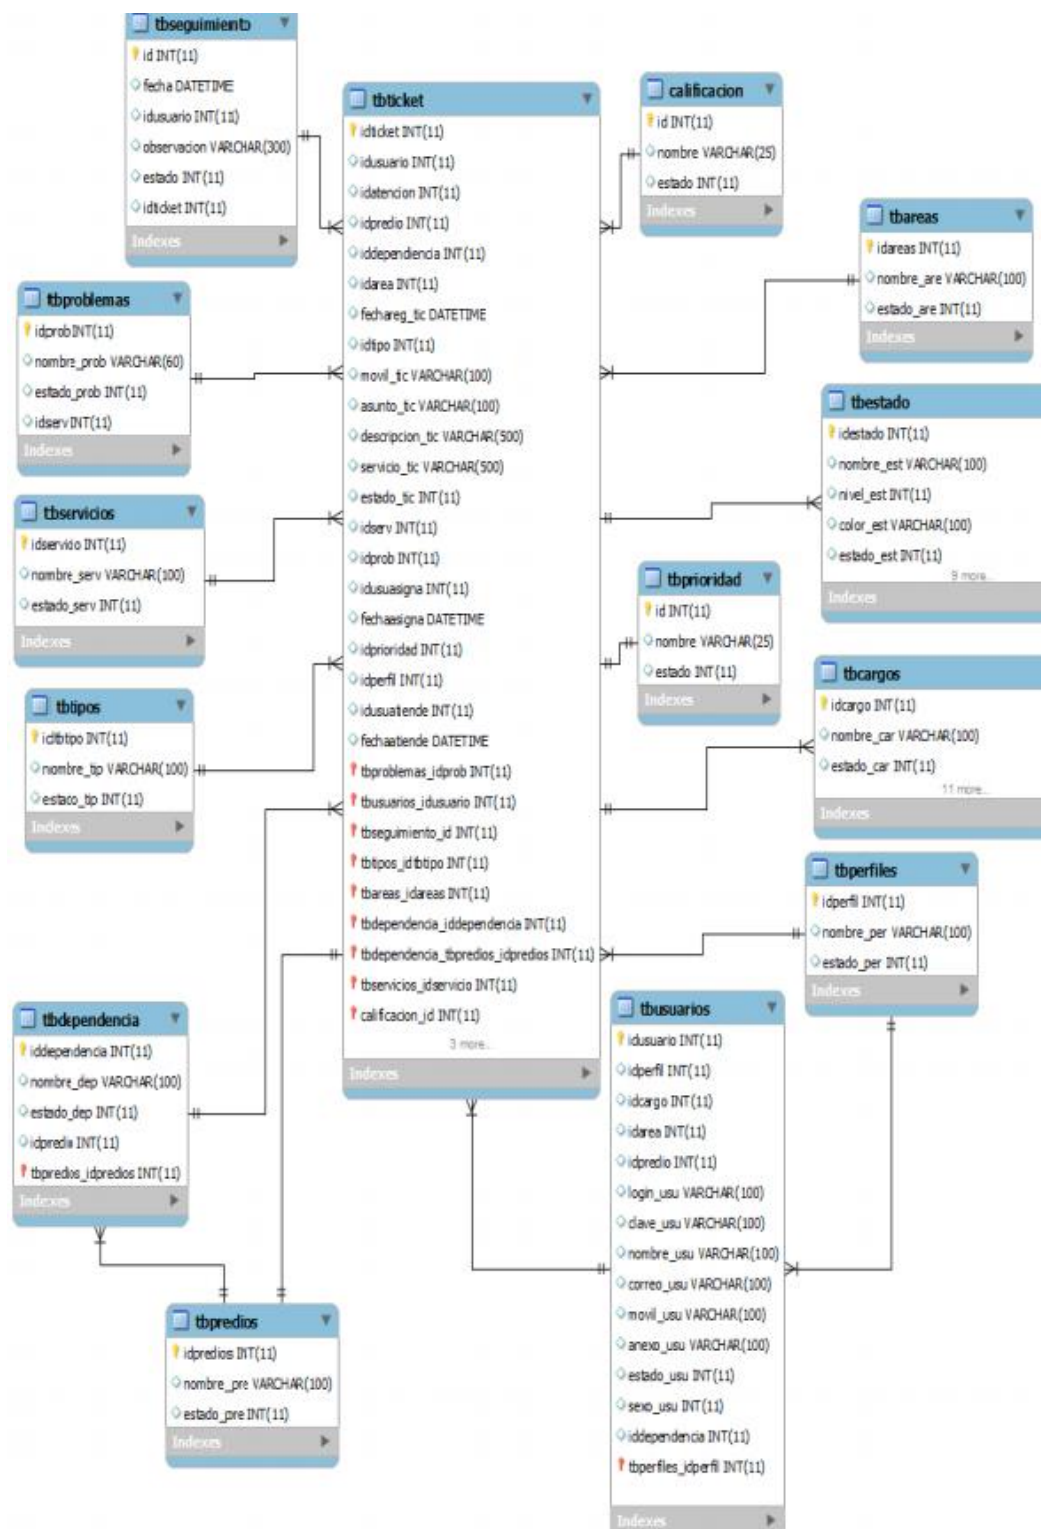 tbseguimiento
id INT(11)
fecha DATETIME
idusuario INT(11)
observacion VARCHAR(300)
estado INT(11)
idticket INT(11)
Indexes
tbproblemas
idprob INT(11)
nombre_prob VARCHAR(60)
estado_prob INT(11)
idserv INT(11)
Indexes
tbservicios
idservicio INT(11)
nombre_serv VARCHAR(100)
estado_serv INT(11)
Indexes
tbtipos
idtbtipo INT(11)
nombre_tip VARCHAR(100)
estaco_tip INT(11)
Indexes
tbdependencia
iddependencia INT(11)
nombre_dep VARCHAR(100)
estado_dep INT(11)
idpredio INT(11)
tbpredios_idpredios INT(11)
Indexes
tbpredios
idpredios INT(11)
nombre_pre VARCHAR(100)
estado_pre INT(11)
Indexes
tbticket
idticket INT(11)
idusuario INT(11)
idatencion INT(11)
idpredio INT(11)
iddependiencia INT(11)
idarea INT(11)
fechareg_tic DATETIME
idtipo INT(11)
movil_tic VARCHAR(100)
asunto_tic VARCHAR(100)
descripcion_tic VARCHAR(500)
servicio_tic VARCHAR(500)
estado_tic INT(11)
idserv INT(11)
idprob INT(11)
idusuasigna INT(11)
fechaasigna DATETIME
idprioridad INT(11)
idperfil INT(11)
idusuatiende INT(11)
fechaatiende DATETIME
tbproblemas_idprob INT(11)
tbusuarios_idusuario INT(11)
tbseguimiento_id INT(11)
tbtipos_idtbtipo INT(11)
tbareas_idareas INT(11)
tbdependencia_iddependencia INT(11)
tbdependencia_tbpredios_idpredios INT(11)
tbservicios_idservicio INT(11)
calificacion_id INT(11)
3 more...
Indexes
calificacion
id INT(11)
nombre VARCHAR(25)
estado INT(11)
Indexes
tbareas
idareas INT(11)
nombre_are VARCHAR(100)
estado_are INT(11)
Indexes
tbestado
idestado INT(11)
nombre_est VARCHAR(100)
nivel_est INT(11)
color_est VARCHAR(100)
estado_est INT(11)
9 more...
Indexes
tbprioridad
id INT(11)
nombre VARCHAR(25)
estado INT(11)
Indexes
tbcargos
idcargo INT(11)
nombre_car VARCHAR(100)
estado_car INT(11)
11 more...
Indexes
tbperfiles
idperfil INT(11)
nombre_per VARCHAR(100)
estado_per INT(11)
Indexes
tbusuarios
idusuario INT(11)
idperfil INT(11)
idcargo INT(11)
idarea INT(11)
idpredio INT(11)
login_usu VARCHAR(100)
clave_usu VARCHAR(100)
nombre_usu VARCHAR(100)
correo_usu VARCHAR(100)
movil_usu VARCHAR(100)
anexo_usu VARCHAR(100)
estado_usu INT(11)
sexo_usu INT(11)
iddependencia INT(11)
tbperfiles_idperfil INT(11)
Indexes